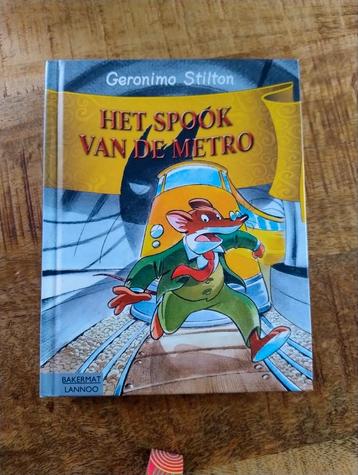 Geronimo Stilton
HET SPOOK
VAN DE METRO
BAKERMAT
LANNOO